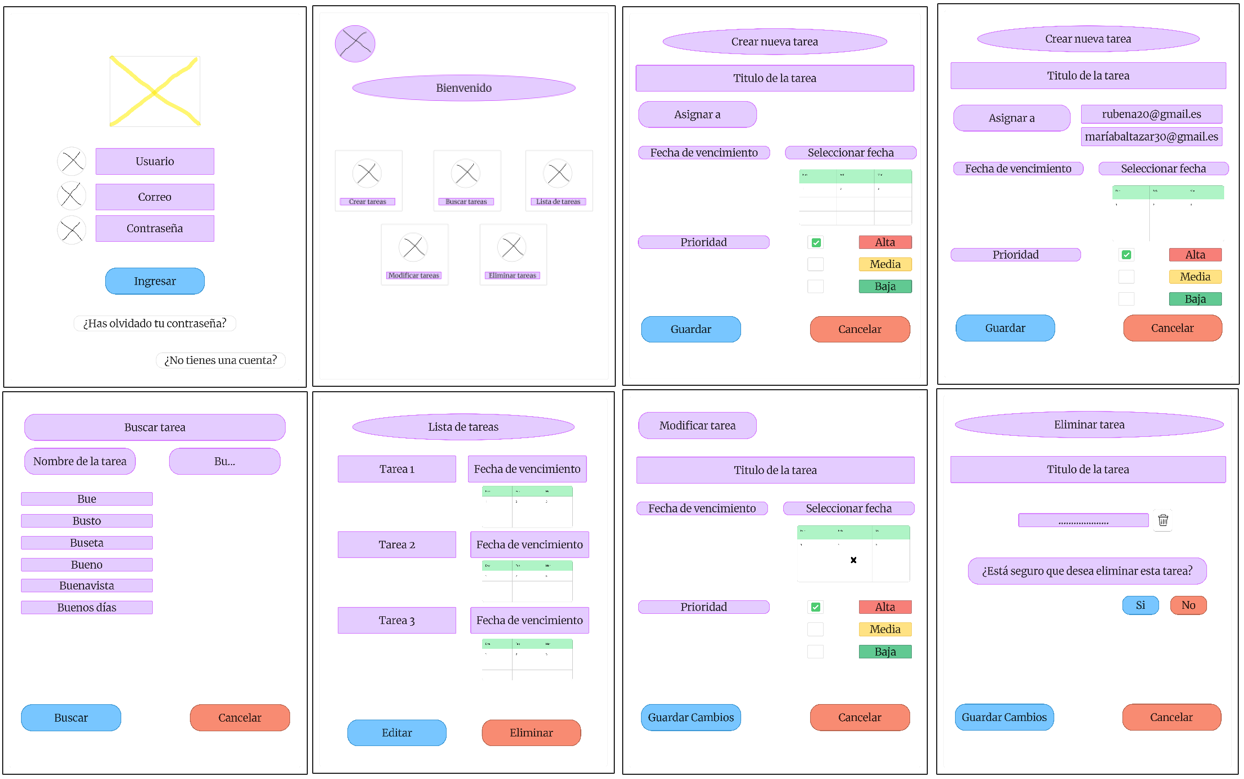 Usuario
Correo
Contraseña
Ingresar
¿Has olvidado tu contraseña?
¿No tienes una cuenta?
Bienvenido
Crear tareas
Buscar tareas
Lista de tareas
Modificar tareas
Eliminar tareas
Crear nueva tarea
Titulo de la tarea
Asignar a
Fecha de vencimiento
Seleccionar fecha
Prioridad
Alta
Media
Baja
Guardar
Cancelar
Crear nueva tarea
Titulo de la tarea
Asignar a
rubena20@gmail.es
maríabaltazar30@gmail.es
Fecha de vencimiento
Seleccionar fecha
Prioridad
Alta
Media
Baja
Guardar
Cancelar
Buscar tarea
Nombre de la tarea
Bu...
Bue
Busto
Buseta
Bueno
Buenavista
Buenos días
Buscar
Cancelar
Lista de tareas
Tarea 1
Fecha de vencimiento
Tarea 2
Fecha de vencimiento
Tarea 3
Fecha de vencimiento
Editar
Eliminar
Modificar tarea
Titulo de la tarea
Fecha de vencimiento
Seleccionar fecha
Prioridad
Alta
Media
Baja
Guardar Cambios
Cancelar
Eliminar tarea
Titulo de la tarea
....................
¿Está seguro que desea eliminar esta tarea?
Si
No
Guardar Cambios
Cancelar